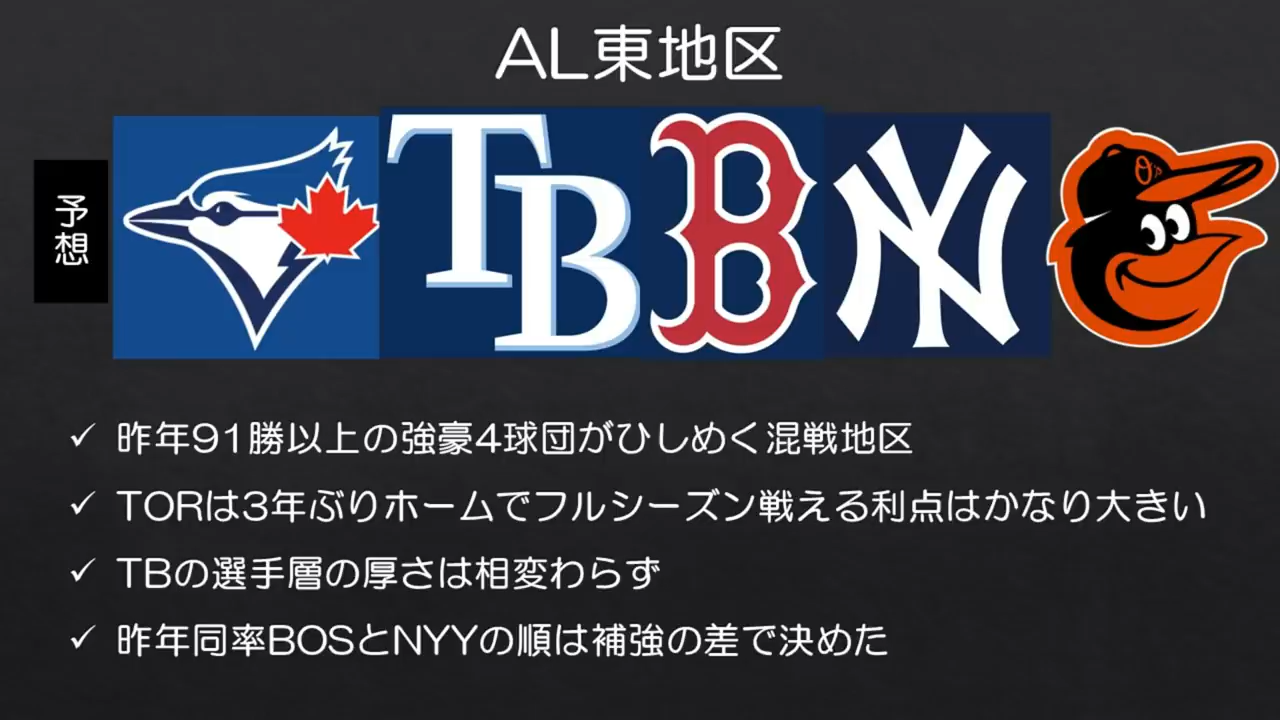 AL東地区
予想
TB
B
NY
O's
昨年91勝以上の強豪4球団がひしめく混戦地区
TORは3年ぶりホームでフルシーズン戦える利点はかなり大きい
TBの選手層の厚さは相変わらず
昨年同率BOSとNYYの順は補強の差で決めた